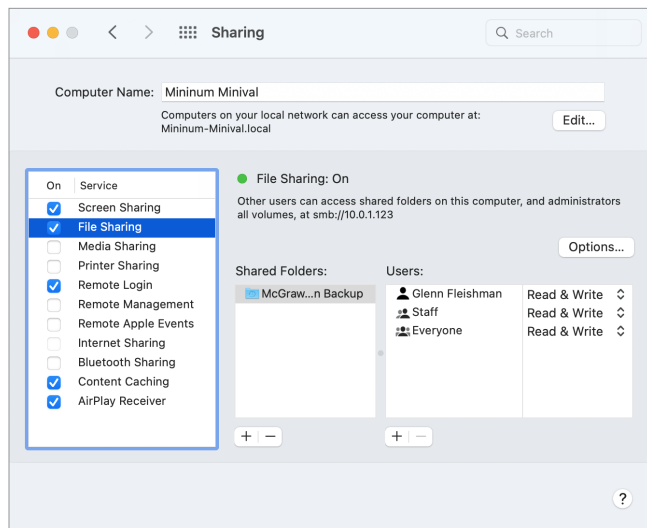 Sharing
Search
Computer Name: Mininum Minival
Computers on your local network can access your computer at:
Mininum-Minival.local
Edit...
On Service
Screen Sharing
File Sharing
Media Sharing
Printer Sharing
Remote Login
Remote Management
Remote Apple Events
Internet Sharing
Bluetooth Sharing
Content Caching
AirPlay Receiver
File Sharing: On
Other users can access shared folders on this computer, and administrators
all volumes, at smb://10.0.1.123
Options...
Shared Folders:
McGraw...n Backup
Users:
Glenn Fleishman Read & Write
Staff Read & Write
Everyone Read & Write
+ −
+ −
?